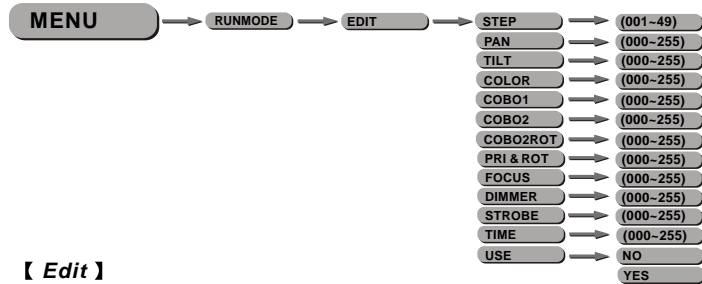 MENU RUNMODE EDIT STEP (001~49)
PAN (000~255)
TILT (000~255)
COLOR (000~255)
COBO1 (000~255)
COBO2 (000~255)
COBO2ROT (000~255)
PRI & ROT (000~255)
FOCUS (000~255)
DIMMER (000~255)
STROBE (000~255)
TIME (000~255)
USE NO
YES
【 Edit 】